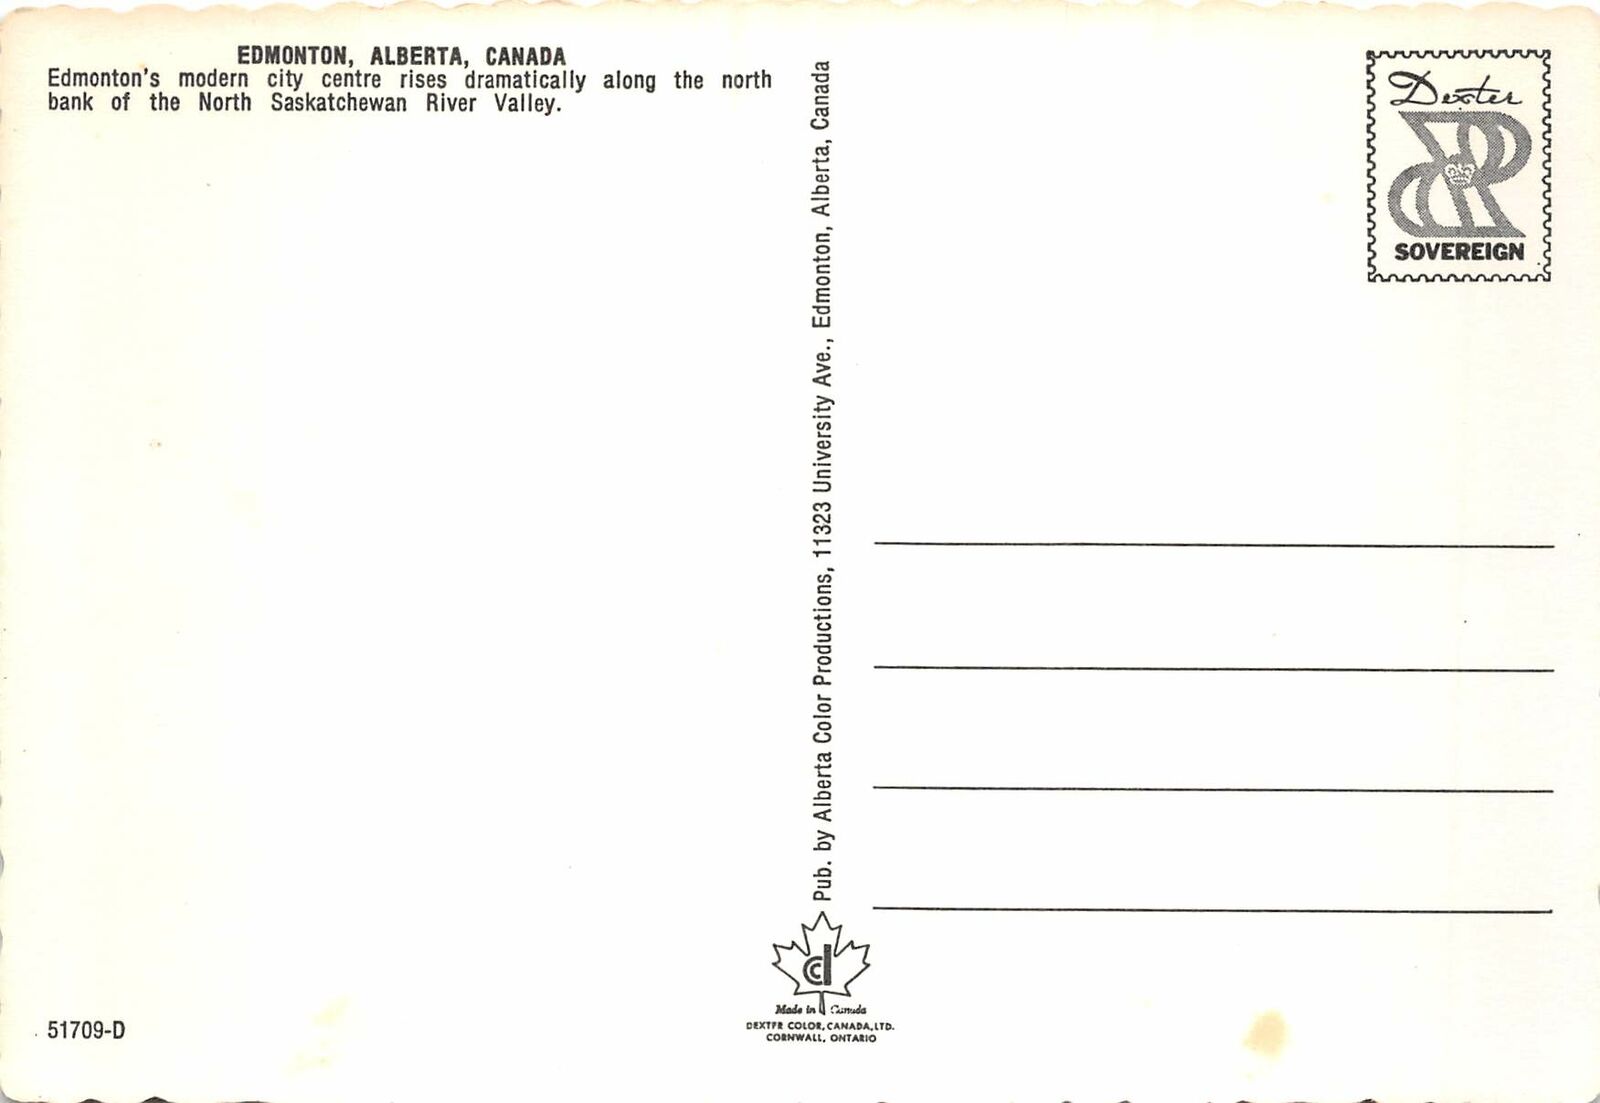 EDMONTON, ALBERTA, CANADA
Edmonton's modern city centre rises dramatically along the north
bank of the North Saskatchewan River Valley.
Pub. by Alberta Color Productions, 11323 University Ave., Edmonton, Alberta, Canada
Dexter
SOVEREIGN
51709-D
cd
Made in Canada
DEXTER COLOR, CANADA, LTD.
CORNWALL, ONTARIO